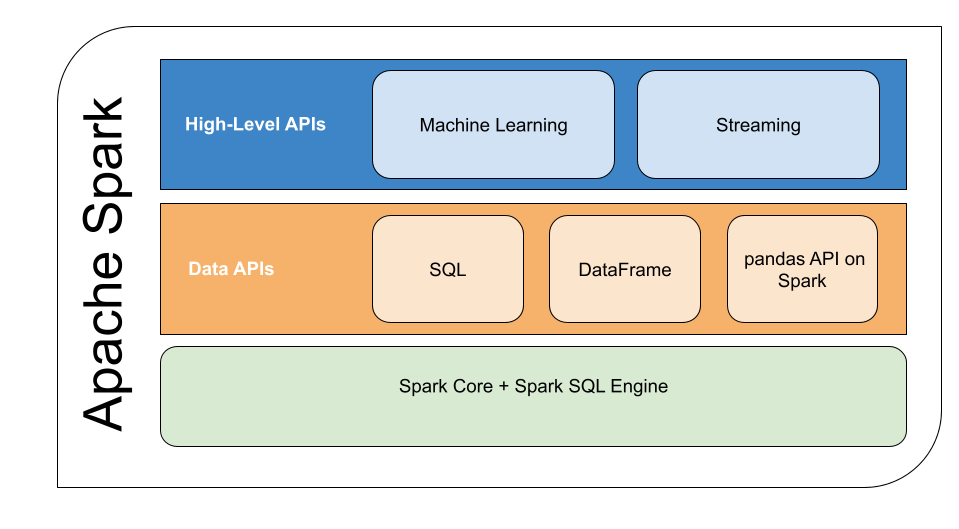 Apache Spark
High-Level APIs
Machine Learning
Streaming
Data APIs
SQL
DataFrame
pandas API on
Spark
Spark Core + Spark SQL Engine